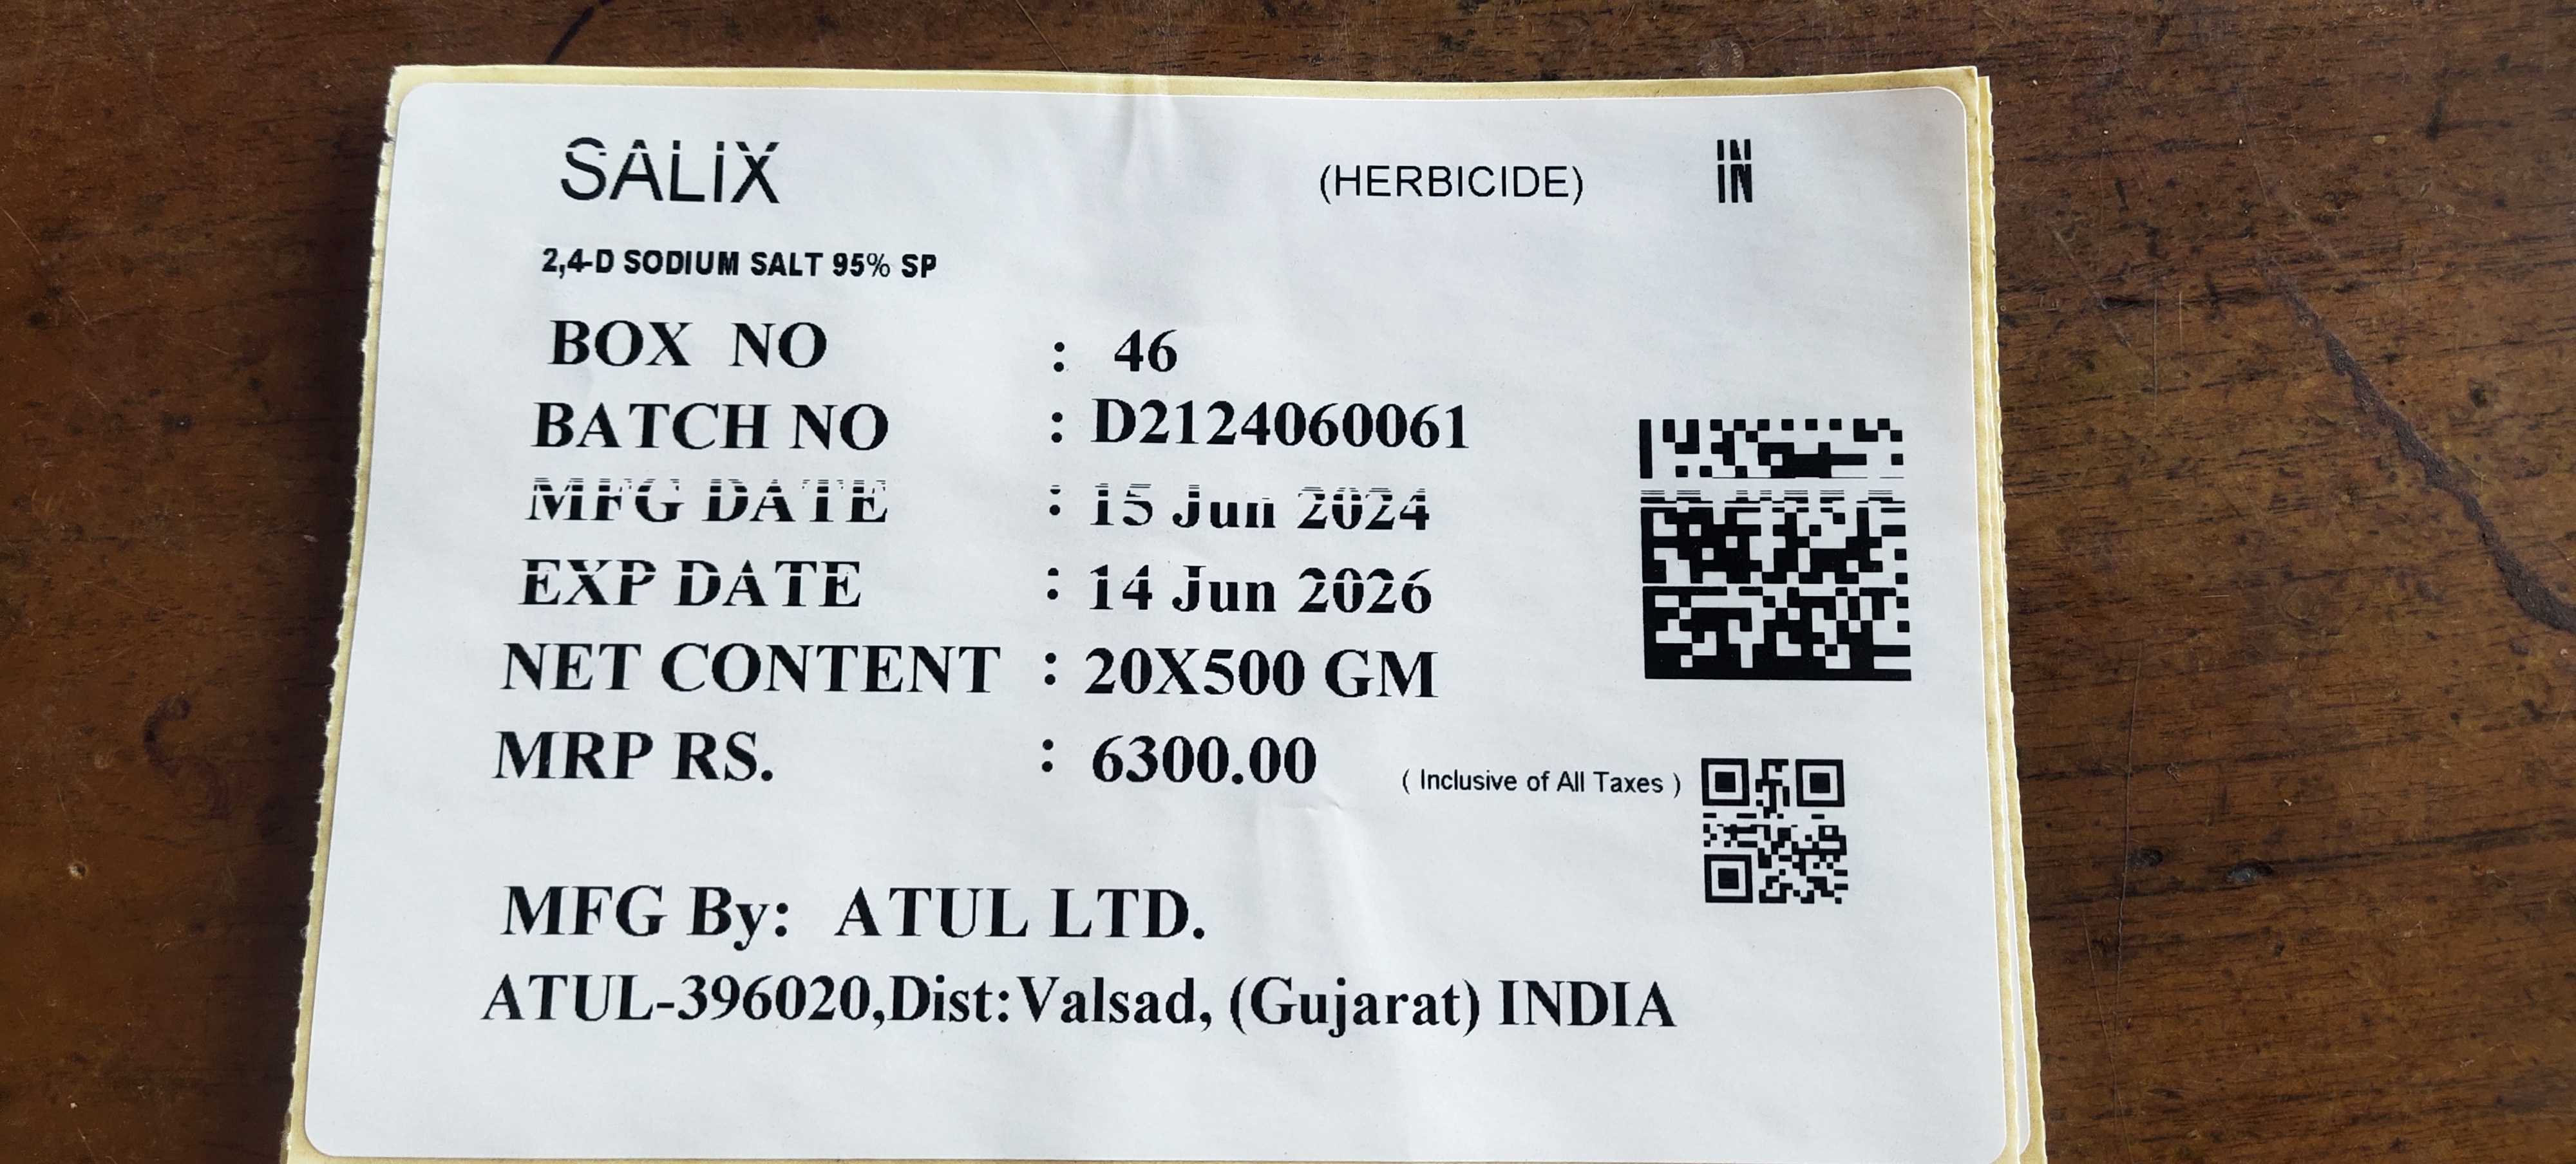 SALiX (HERBICIDE) IN
2,4-D SODIUM SALT 95% SP
BOX NO : 46
BATCH NO : D2124060061
MFG DATE : 15 Jun 2024
EXP DATE : 14 Jun 2026
NET CONTENT : 20X500 GM
MRP RS. : 6300.00 ( Inclusive of All Taxes )
MFG By: ATUL LTD.
ATUL-396020,Dist:Valsad, (Gujarat) INDIA